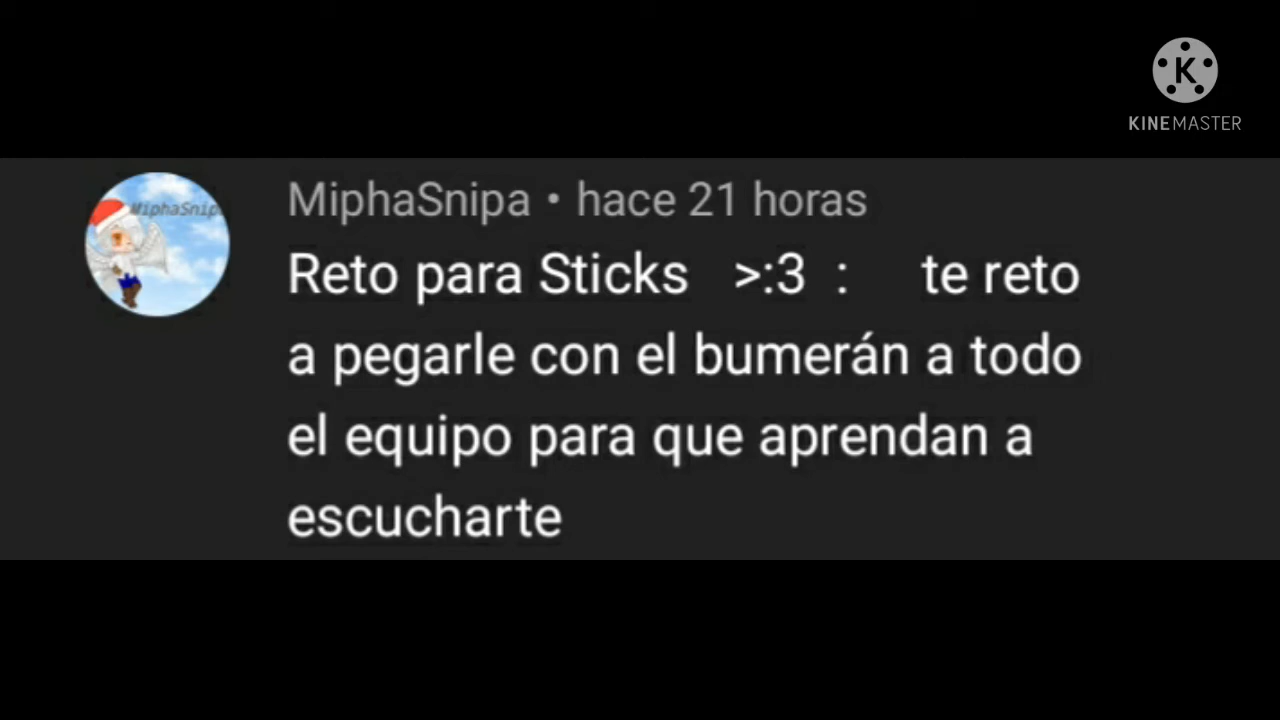 K
KINEMASTER
MiphaSnip
MiphaSnipa • hace 21 horas
Reto para Sticks >:3 : te reto
a pegarle con el bumerán a todo
el equipo para que aprendan a
escucharte